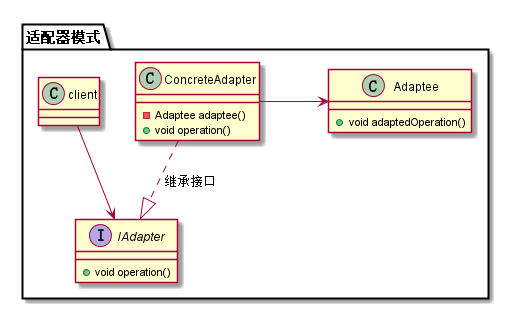 适配器模式
C client
C ConcreteAdapter
Adaptee adaptee()
void operation()
C Adaptee
void adaptedOperation()
继承接口
I IAdapter
void operation()